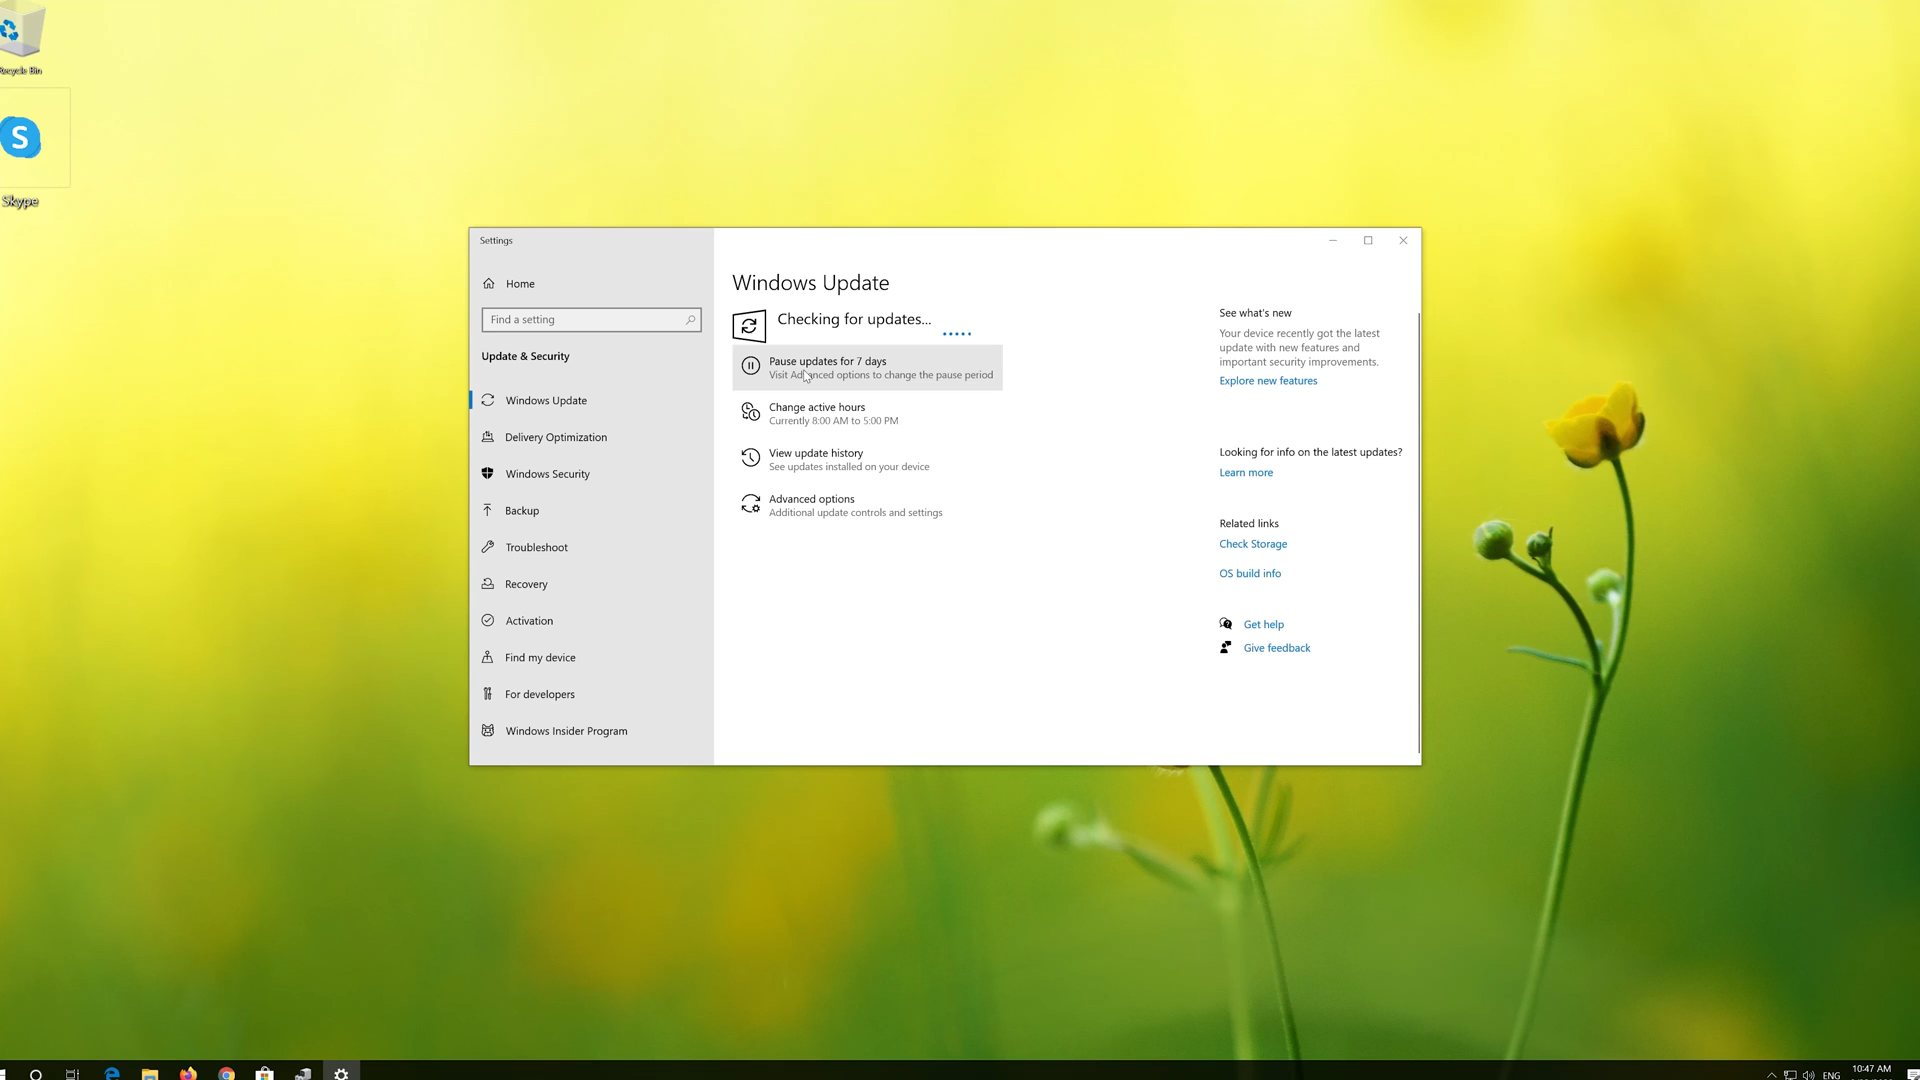 Recycle Bin
S
Skype
Settings
Home
Find a setting
Update & Security
Windows Update
Delivery Optimization
Windows Security
Backup
Troubleshoot
Recovery
Activation
Find my device
For developers
Windows Insider Program
Windows Update
Checking for updates...
Pause updates for 7 days
Visit Advanced options to change the pause period
Change active hours
Currently 8:00 AM to 5:00 PM
View update history
See updates installed on your device
Advanced options
Additional update controls and settings
See what's new
Your device recently got the latest
update with new features and
important security improvements.
Explore new features
Looking for info on the latest updates?
Learn more
Related links
Check Storage
OS build info
Get help
Give feedback
ENG
10:47 AM